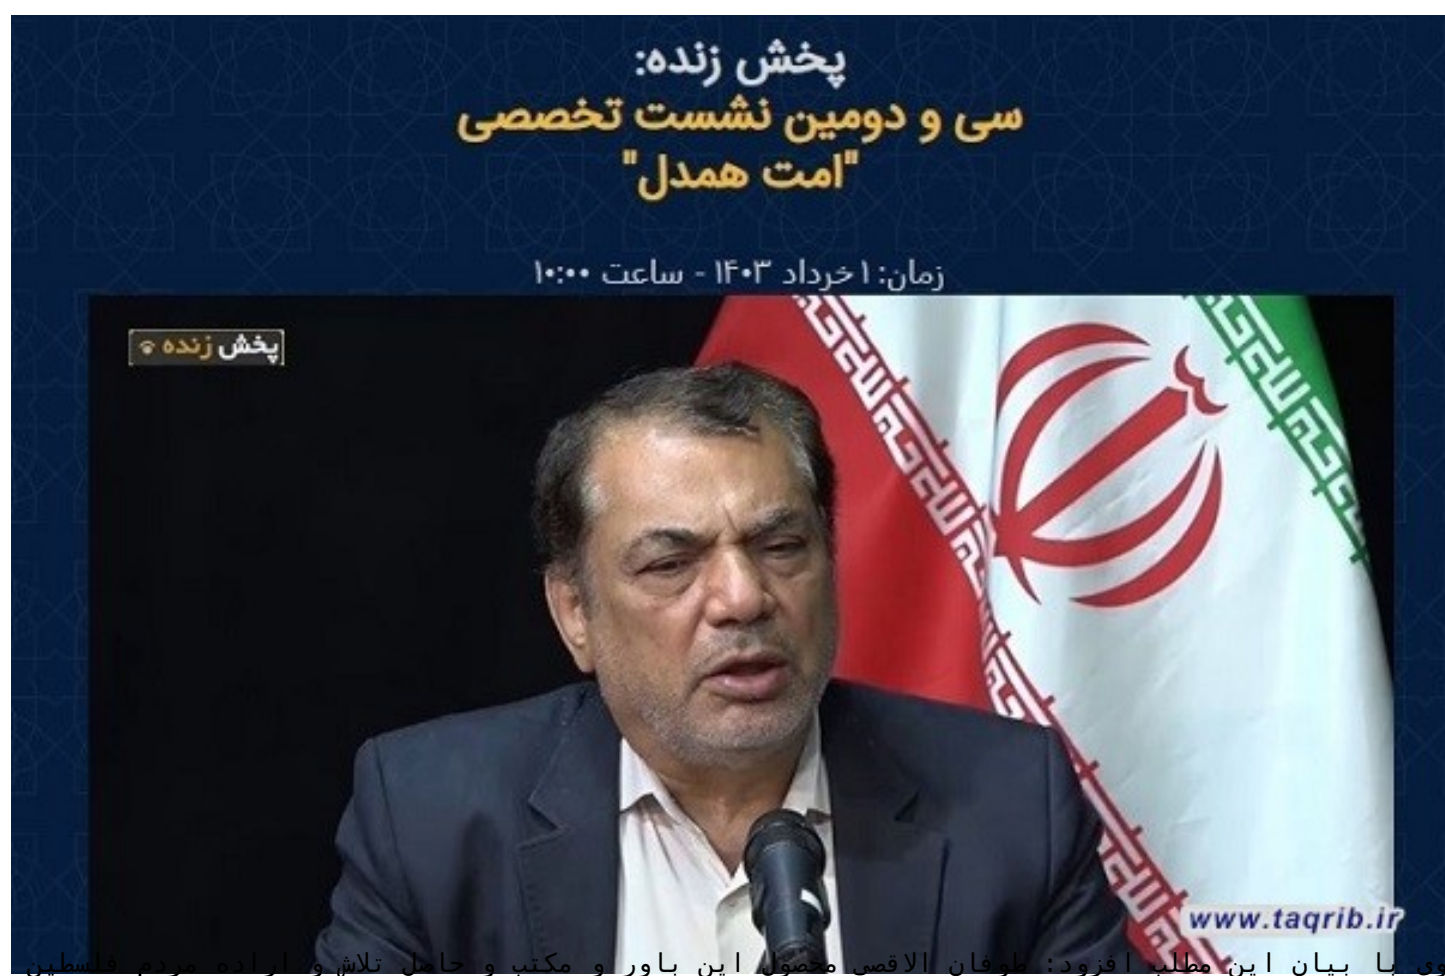 پخش زنده:
سی و دومین نشست تخصصی
"امت همدل"
زمان: ۱ خرداد ۱۴۰۳ - ساعت ۱۰:۰۰
پخش زنده
www.taqrib.ir
وی با بیان این مطلب افزود: طوفان الاقصی محصول این باور و مکتب و حاصل تلاش و اراده مردم فلسطین